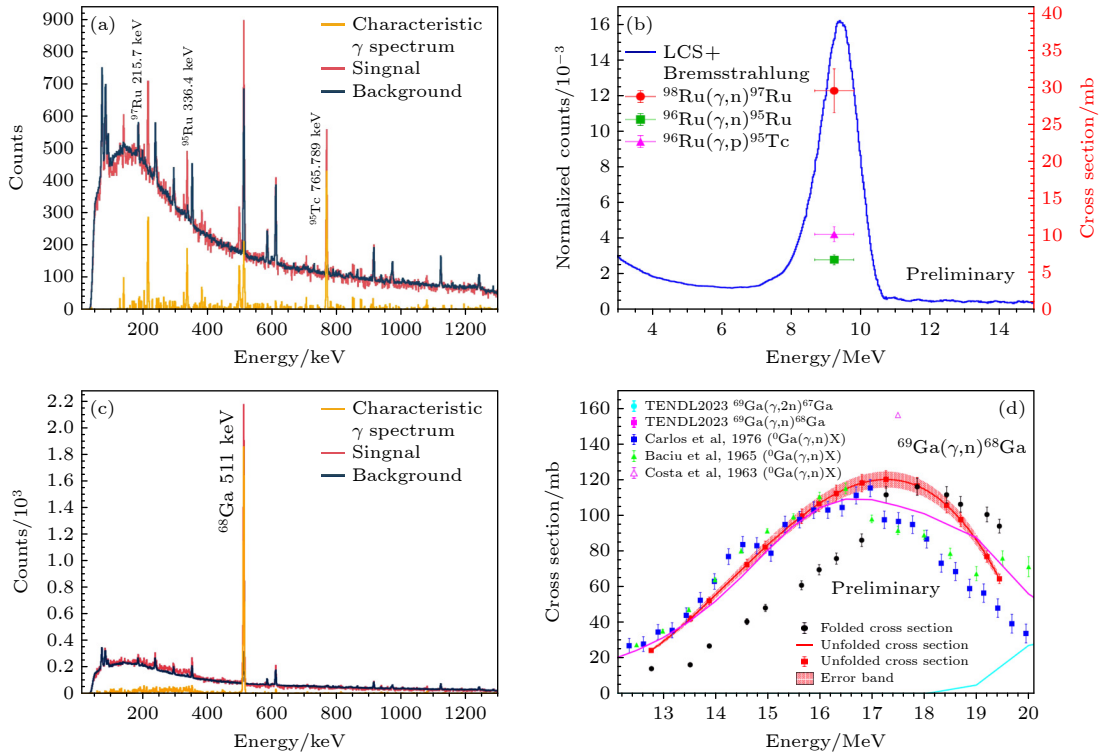 (a)
Characteristic
γ spectrum
Singnal
Background
⁹⁷Ru 215.7 keV
⁹⁵Ru 336.4 keV
⁹⁵Tc 765.789 keV
Counts
900
800
700
600
500
400
300
200
100
0
200 400 600 800 1000 1200
Energy/keV
(b)
LCS+
Bremsstrahlung
⁹⁸Ru(γ,n)⁹⁷Ru
⁹⁶Ru(γ,n)⁹⁵Ru
⁹⁶Ru(γ,p)⁹⁵Tc
Preliminary
Normalized counts/10⁻³
16
14
12
10
8
6
4
2
0
Cross section/mb
40
35
30
25
20
15
10
5
0
4 6 8 10 12 14
Energy/MeV
(c)
Characteristic
γ spectrum
Singnal
Background
⁶⁸Ga 511 keV
Counts/10³
2.2
2.0
1.8
1.6
1.4
1.2
1.0
0.8
0.6
0.4
0.2
0
200 400 600 800 1000 1200
Energy/keV
(d)
TENDL2023 ⁶⁹Ga(γ,2n)⁶⁷Ga
TENDL2023 ⁶⁹Ga(γ,n)⁶⁸Ga
Carlos et al, 1976 (⁰Ga(γ,n)X)
Baciu et al, 1965 (⁰Ga(γ,n)X)
Costa et al, 1963 (⁰Ga(γ,n)X)
⁶⁹Ga(γ,n)⁶⁸Ga
Preliminary
Folded cross section
Unfolded cross section
Unfolded cross section
Error band
Cross section/mb
160
140
120
100
80
60
40
20
0
13 14 15 16 17 18 19 20
Energy/MeV